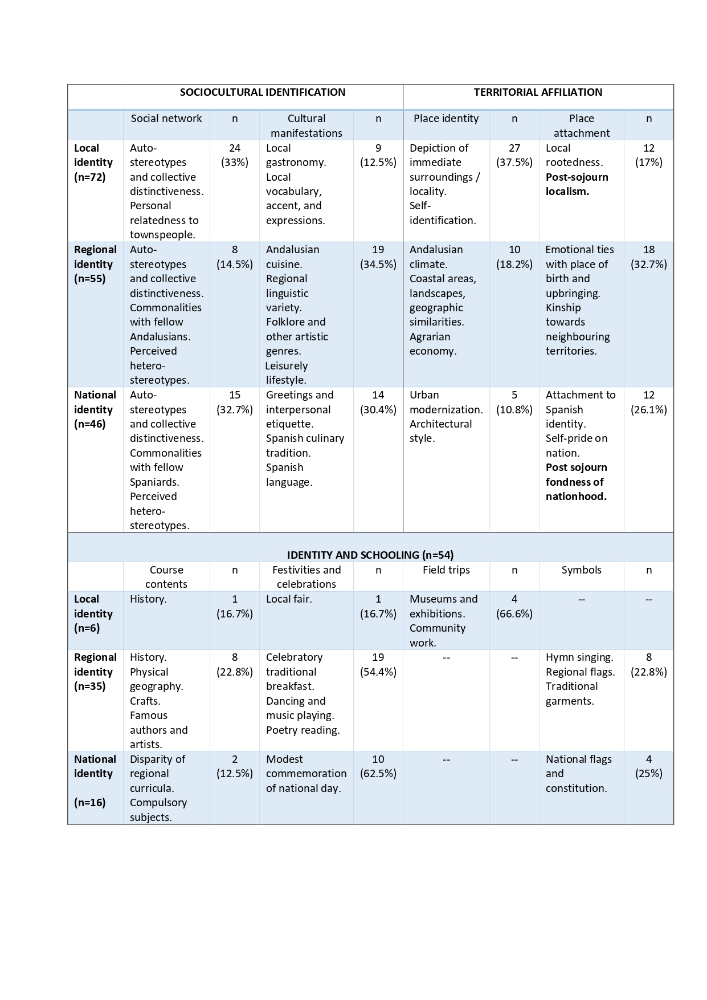 SOCIOCULTURAL IDENTIFICATION TERRITORIAL AFFILIATION
Social network n Cultural manifestations n Place identity n Place attachment n
Local identity (n=72)
Auto-
stereotypes
and collective
distinctiveness.
Personal
relatedness to
townspeople.
24
(33%)
Local
gastronomy.
Local
vocabulary,
accent, and
expressions.
9
(12.5%)
Depiction of
immediate
surroundings /
locality.
Self-
identification.
27
(37.5%)
Local
rootedness.
Post-sojourn
localism.
12
(17%)
Regional
identity
(n=55)
Auto-
stereotypes
and collective
distinctiveness.
Commonalities
with fellow
Andalusians.
Perceived
hetero-
stereotypes.
8
(14.5%)
Andalusian
cuisine.
Regional
linguistic
variety.
Folklore and
other artistic
genres.
Leisurely
lifestyle.
19
(34.5%)
Andalusian
climate.
Coastal areas,
landscapes,
geographic
similarities.
Agrarian
economy.
10
(18.2%)
Emotional ties
with place of
birth and
upbringing.
Kinship
towards
neighbouring
territories.
18
(32.7%)
National
identity
(n=46)
Auto-
stereotypes
and collective
distinctiveness.
Commonalities
with fellow
Spaniards.
Perceived
hetero-
stereotypes.
15
(32.7%)
Greetings and
interpersonal
etiquette.
Spanish culinary
tradition.
Spanish
language.
14
(30.4%)
Urban
modernization.
Architectural
style.
5
(10.8%)
Attachment to
Spanish
identity.
Self-pride on
nation.
Post sojourn
fondness of
nationhood.
12
(26.1%)
IDENTITY AND SCHOOLING (n=54)
Course
contents
n
Festivities and
celebrations
n
Field trips
n
Symbols
n
Local
identity
(n=6)
History.
1
(16.7%)
Local fair.
1
(16.7%)
Museums and
exhibitions.
Community
work.
4
(66.6%)
--
--
Regional
identity
(n=35)
History.
Physical
geography.
Crafts.
Famous
authors and
artists.
8
(22.8%)
Celebratory
traditional
breakfast.
Dancing and
music playing.
Poetry reading.
19
(54.4%)
--
--
Hymn singing.
Regional flags.
Traditional
garments.
8
(22.8%)
National
identity
(n=16)
Disparity of
regional
curricula.
Compulsory
subjects.
2
(12.5%)
Modest
commemoration
of national day.
10
(62.5%)
--
--
National flags
and
constitution.
4
(25%)